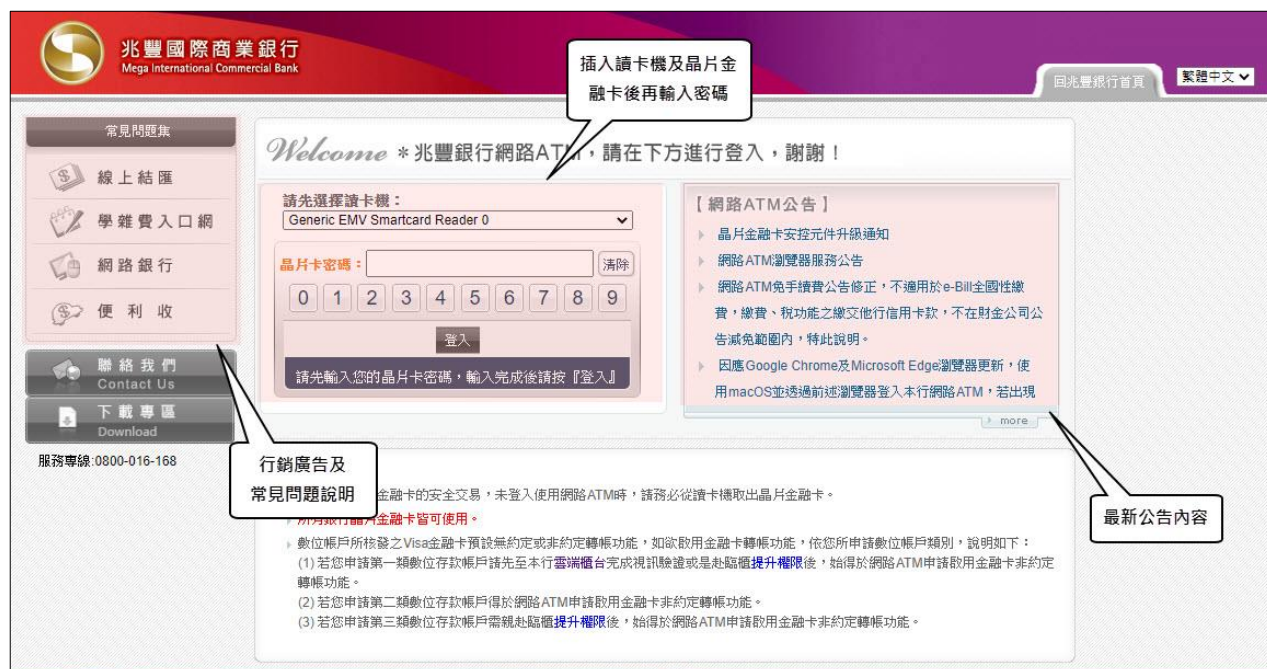 兆豐國際商業銀行
Mega International Commercial Bank
插入讀卡機及晶片金
融卡後再輸入密碼
回兆豐銀行首頁
繁體中文
常見問題集
線上結匯
學雜費入口網
網路銀行
便利收
聯絡我們
Contact Us
下載專區
Download
服務專線:0800-016-168
行銷廣告及
常見問題說明
Welcome *兆豐銀行網路ATM，請在下方進行登入，謝謝！
請先選擇讀卡機：
Generic EMV Smartcard Reader 0
晶片卡密碼：
清除
0 1 2 3 4 5 6 7 8 9
登入
請先輸入您的晶片卡密碼，輸入完成後請按『登入』
【網路ATM公告】
晶片金融卡安控元件升級通知
網路ATM瀏覽器服務公告
網路ATM免手續費公告修正，不適用於e-Bill全國性繳
費，繳費、稅功能之繳交他行信用卡款，不在財金公司公
告減免範圍內，特此說明。
因應Google Chrome及Microsoft Edge瀏覽器更新，使
用macOS並透過前述瀏覽器登入本行網路ATM，若出現
more
最新公告內容
金融卡的安全交易，未登入使用網路ATM時，請務必從讀卡機取出晶片金融卡。
所有銀行晶片金融卡皆可使用。
數位帳戶所核發之Visa金融卡預設無約定或非約定轉帳功能，如欲啟用金融卡轉帳功能，依您所申請數位帳戶類別，說明如下：
(1) 若您申請第一類數位存款帳戶請先至本行雲端櫃台完成視訊驗證或是赴臨櫃提升權限後，始得於網路ATM申請啟用金融卡非約定
轉帳功能。
(2) 若您申請第二類數位存款帳戶得於網路ATM申請啟用金融卡非約定轉帳功能。
(3) 若您申請第三類數位存款帳戶需親赴臨櫃提升權限後，始得於網路ATM申請啟用金融卡非約定轉帳功能。